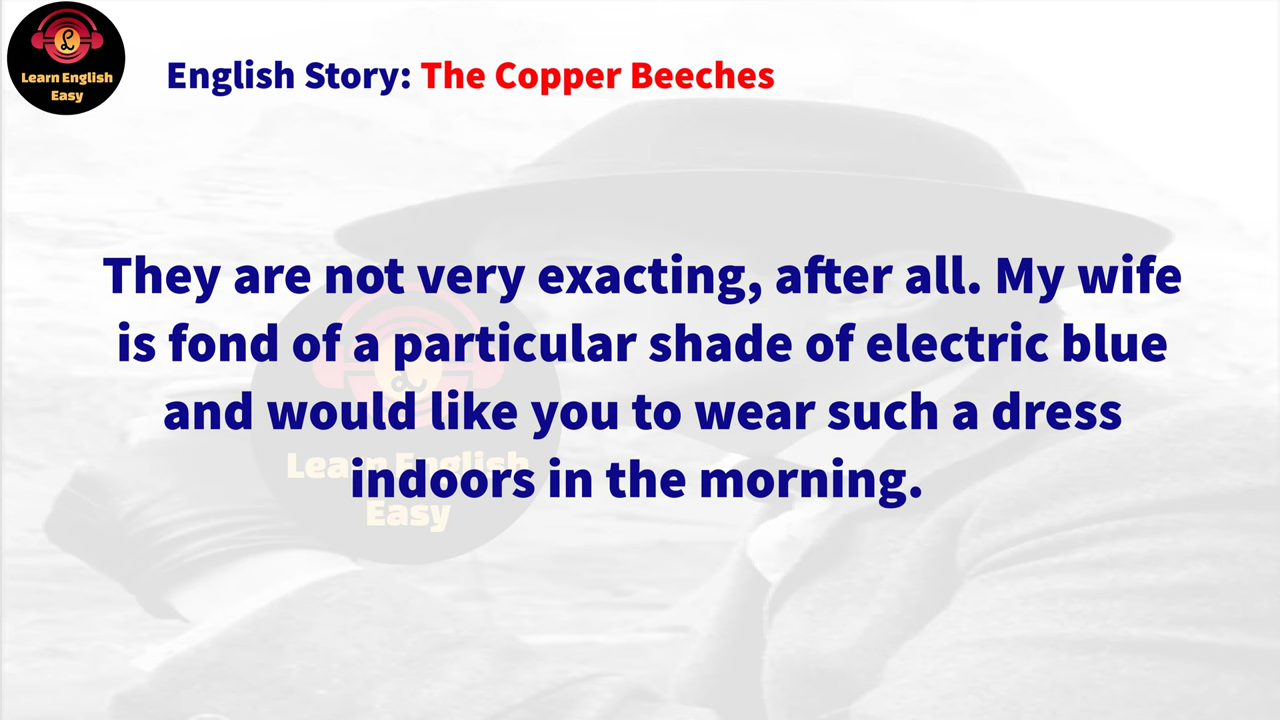 Learn English
Easy
English Story: The Copper Beeches
They are not very exacting, after all. My wife
is fond of a particular shade of electric blue
and would like you to wear such a dress
indoors in the morning.
Learn English
Easy